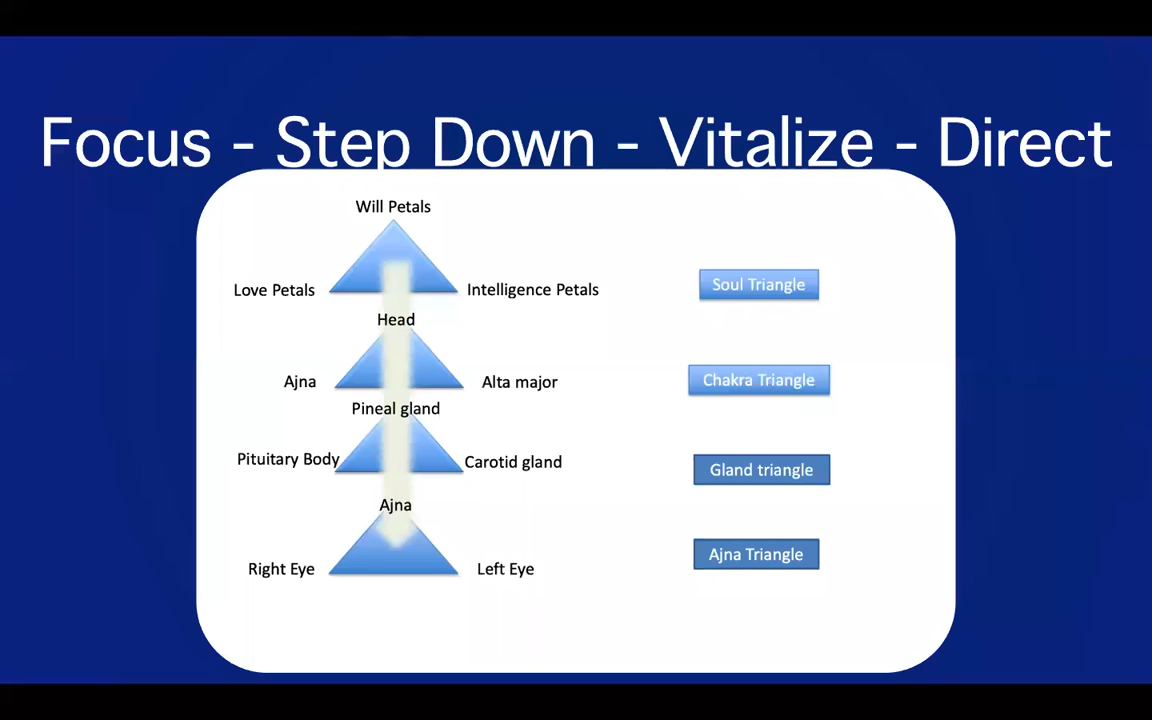 Focus - Step Down - Vitalize - Direct
Will Petals
Love Petals
Intelligence Petals
Soul Triangle
Head
Ajna
Alta major
Chakra Triangle
Pineal gland
Pituitary Body
Carotid gland
Gland triangle
Ajna
Right Eye
Left Eye
Ajna Triangle